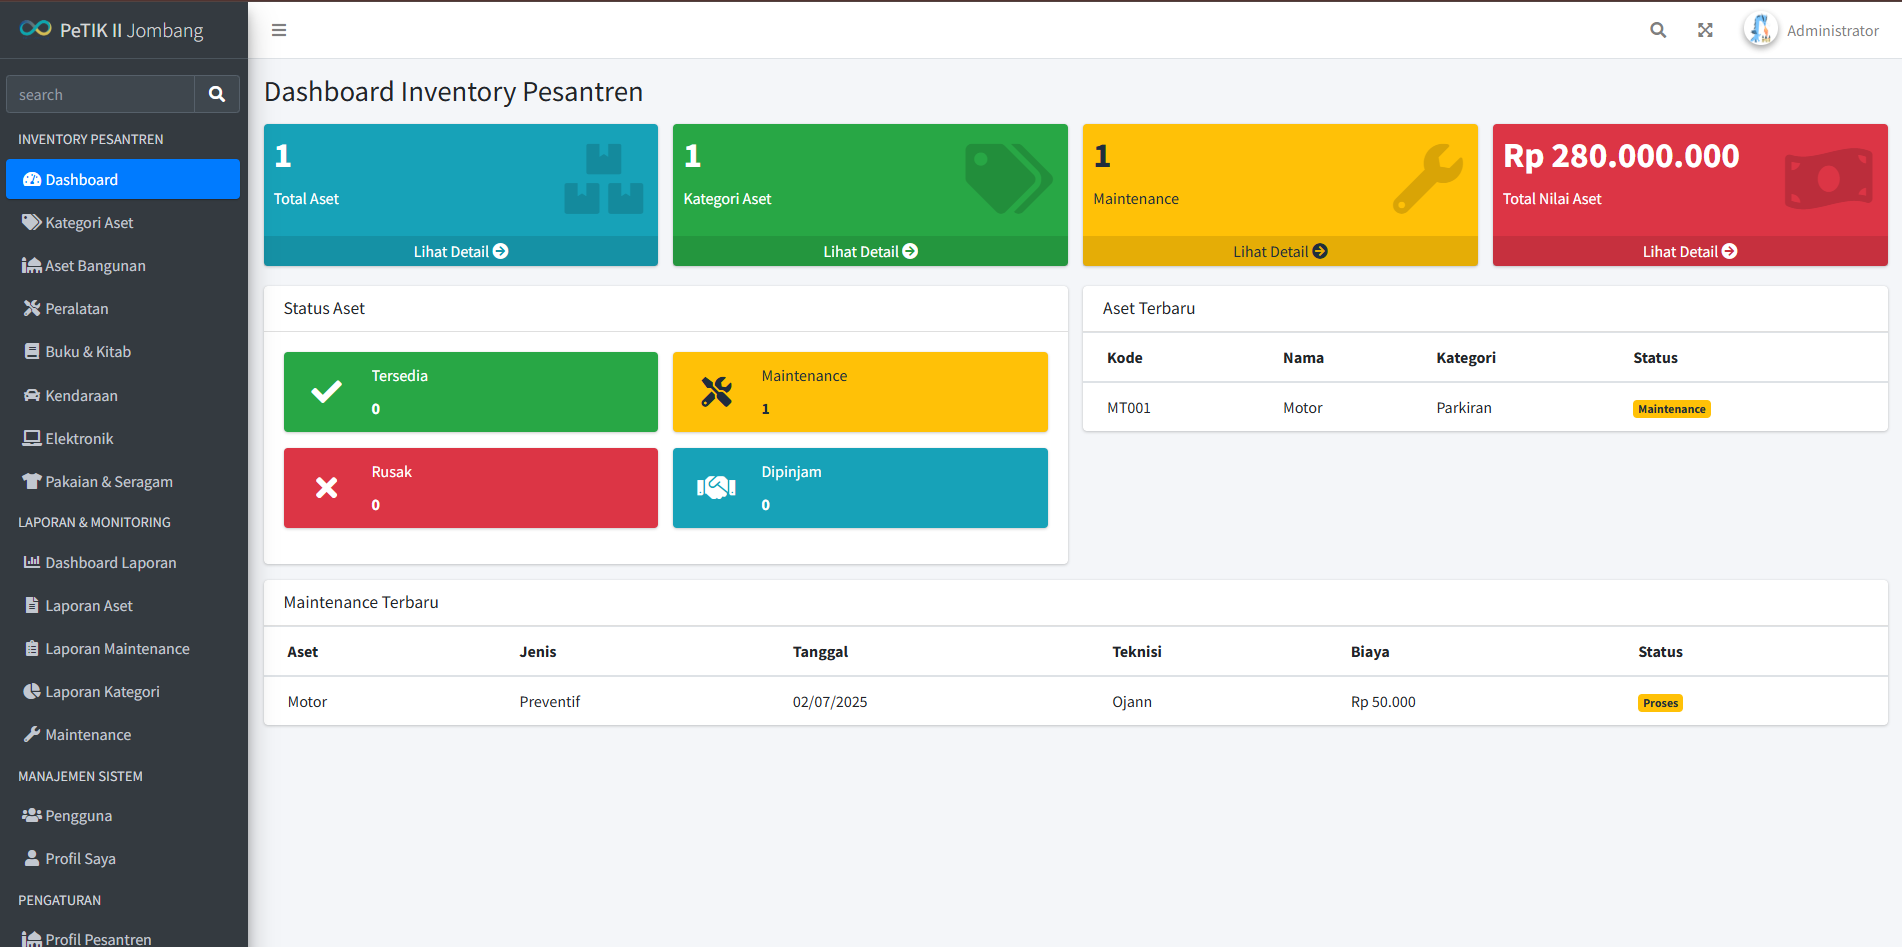 PeTIK II Jombang
Administrator
search
INVENTORY PESANTREN
Dashboard
Kategori Aset
Aset Bangunan
Peralatan
Buku & Kitab
Kendaraan
Elektronik
Pakaian & Seragam
LAPORAN & MONITORING
Dashboard Laporan
Laporan Aset
Laporan Maintenance
Laporan Kategori
Maintenance
MANAJEMEN SISTEM
Pengguna
Profil Saya
PENGATURAN
Profil Pesantren
Dashboard Inventory Pesantren
1
Total Aset
Lihat Detail
1
Kategori Aset
Lihat Detail
1
Maintenance
Lihat Detail
Rp 280.000.000
Total Nilai Aset
Lihat Detail
Status Aset
Tersedia
0
Maintenance
1
Rusak
0
Dipinjam
0
Aset Terbaru
Kode Nama Kategori Status
MT001 Motor Parkiran Maintenance
Maintenance Terbaru
Aset Jenis Tanggal Teknisi Biaya Status
Motor Preventif 02/07/2025 Ojann Rp 50.000 Proses